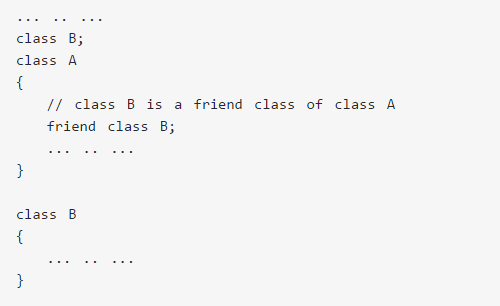 ... .. ...
class B;
class A
{
// class B is a friend class of class A
friend class B;
... .. ...
}
class B
{
... .. ...
}